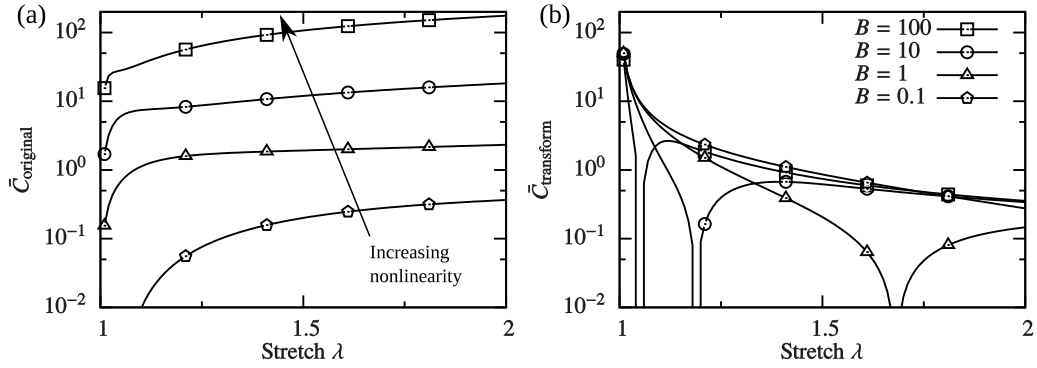 (a)
10²
10¹
10⁰
10⁻¹
10⁻²
C̄original
1
1.5
2
Stretch λ
Increasing
nonlinearity
(b)
10²
10¹
10⁰
10⁻¹
10⁻²
C̄transform
1
1.5
2
Stretch λ
B = 100
B = 10
B = 1
B = 0.1